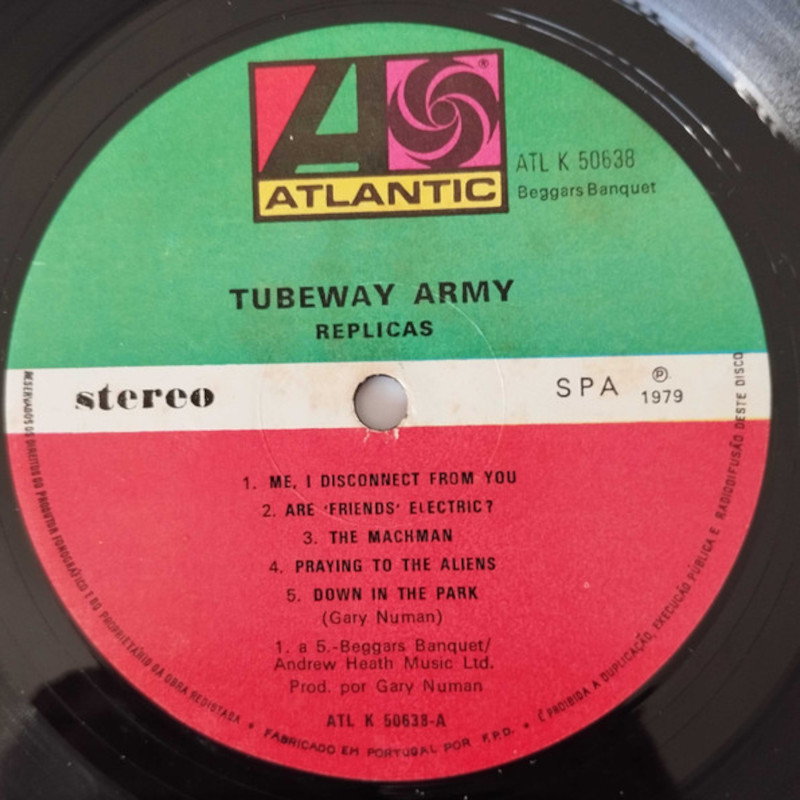 ATLANTIC
®
ATL K 50638
Beggars Banquet
TUBEWAY ARMY
REPLICAS
stereo
SPA
℗
1979
1. ME, I DISCONNECT FROM YOU
2. ARE 'FRIENDS' ELECTRIC?
3. THE MACHMAN
4. PRAYING TO THE ALIENS
5. DOWN IN THE PARK
(Gary Numan)
1. a 5.-Beggars Banquet/
Andrew Heath Music Ltd.
Prod. por Gary Numan
ATL K 50638-A
RESERVADOS OS DIREITOS DO PRODUTOR FONOGRÁFICO E DO PROPRIETÁRIO DA OBRA REGISTADA • FABRICADO EM PORTUGAL POR F.P.D. • É PROIBIDA A DUPLICAÇÃO, EXECUÇÃO PÚBLICA E RADIODIFUSÃO DESTE DISCO